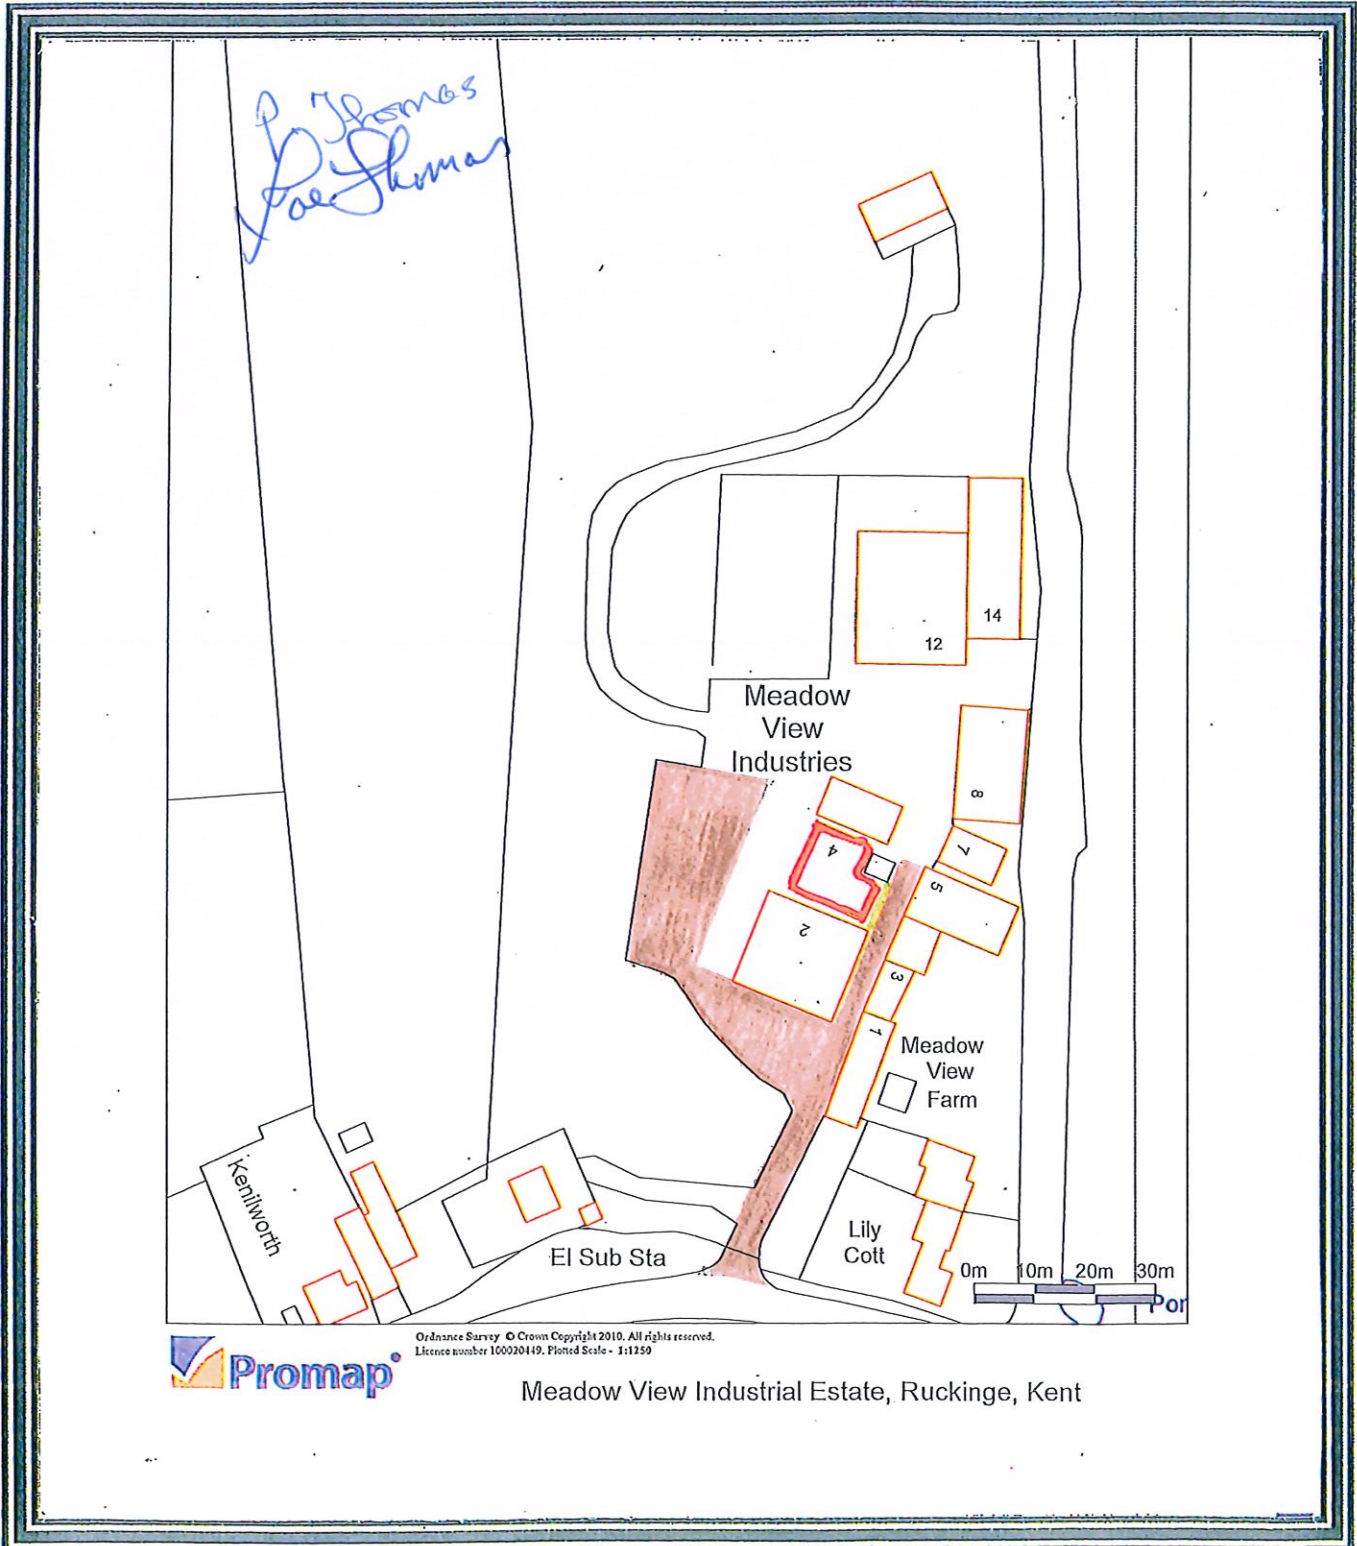 P. Thomas
Thomas
14
12
Meadow
View
Industries
8
7
4
5
2
3
1
Meadow
View
Farm
Kenilworth
El Sub Sta
Lily
Cott
0m 10m 20m 30m
Por
Ordnance Survey © Crown Copyright 2010. All rights reserved.
Licence number 100020449. Plotted Scale - 1:1250
Promap®
Meadow View Industrial Estate, Ruckinge, Kent